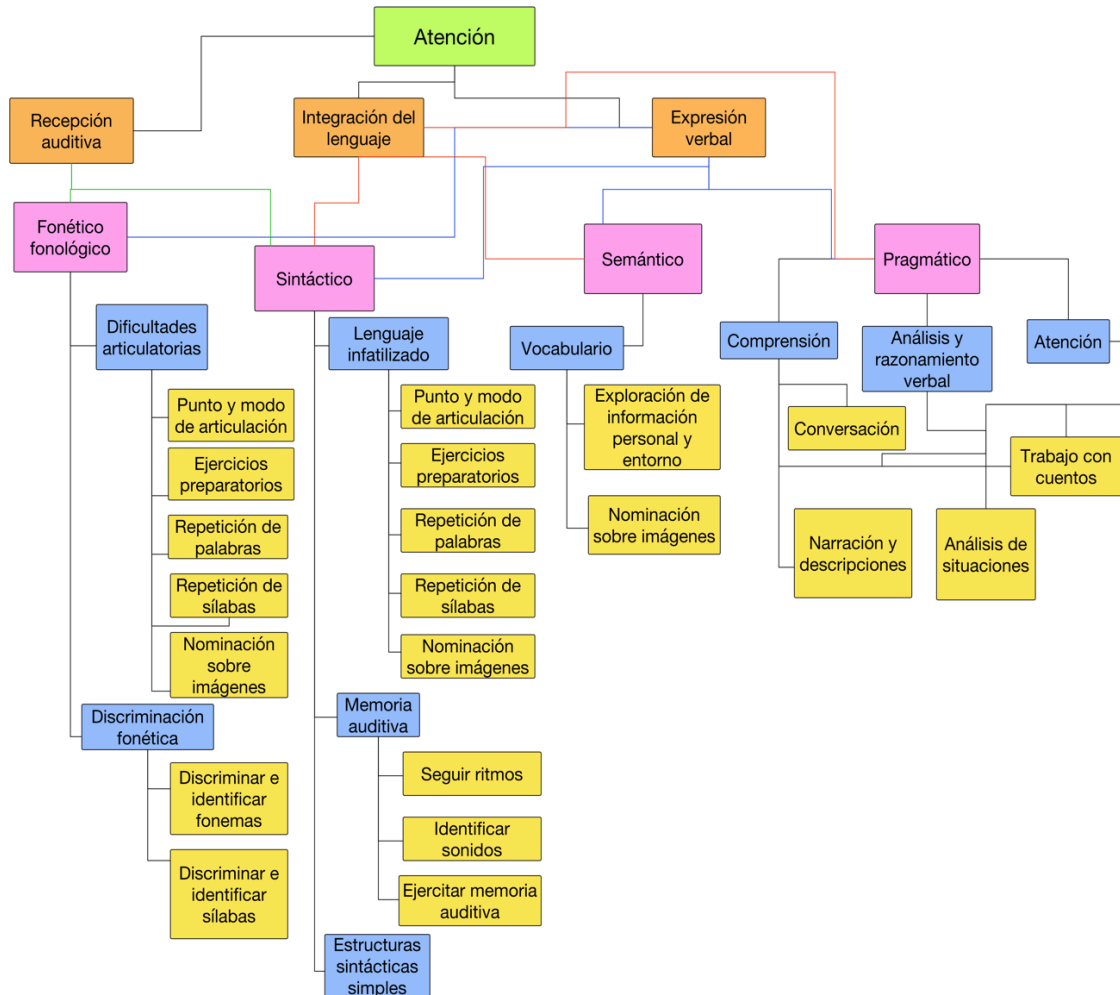 Atención
Recepción
auditiva
Integración del
lenguaje
Expresión
verbal
Fonético
fonológico
Sintáctico
Semántico
Pragmático
Dificultades
articulatorias
Punto y modo
de articulación
Ejercicios
preparatorios
Repetición de
palabras
Repetición de
sílabas
Nominación
sobre
imágenes
Discriminación
fonética
Discriminar e
identificar
fonemas
Discriminar e
identificar
sílabas
Lenguaje
infatilizado
Punto y modo
de articulación
Ejercicios
preparatorios
Repetición de
palabras
Repetición de
sílabas
Nominación
sobre imágenes
Memoria
auditiva
Seguir ritmos
Identificar
sonidos
Ejercitar memoria
auditiva
Estructuras
sintácticas
simples
Vocabulario
Exploración de
información
personal y
entorno
Nominación
sobre imágenes
Comprensión
Análisis y
razonamiento
verbal
Atención
Conversación
Trabajo con
cuentos
Narración y
descripciones
Análisis de
situaciones